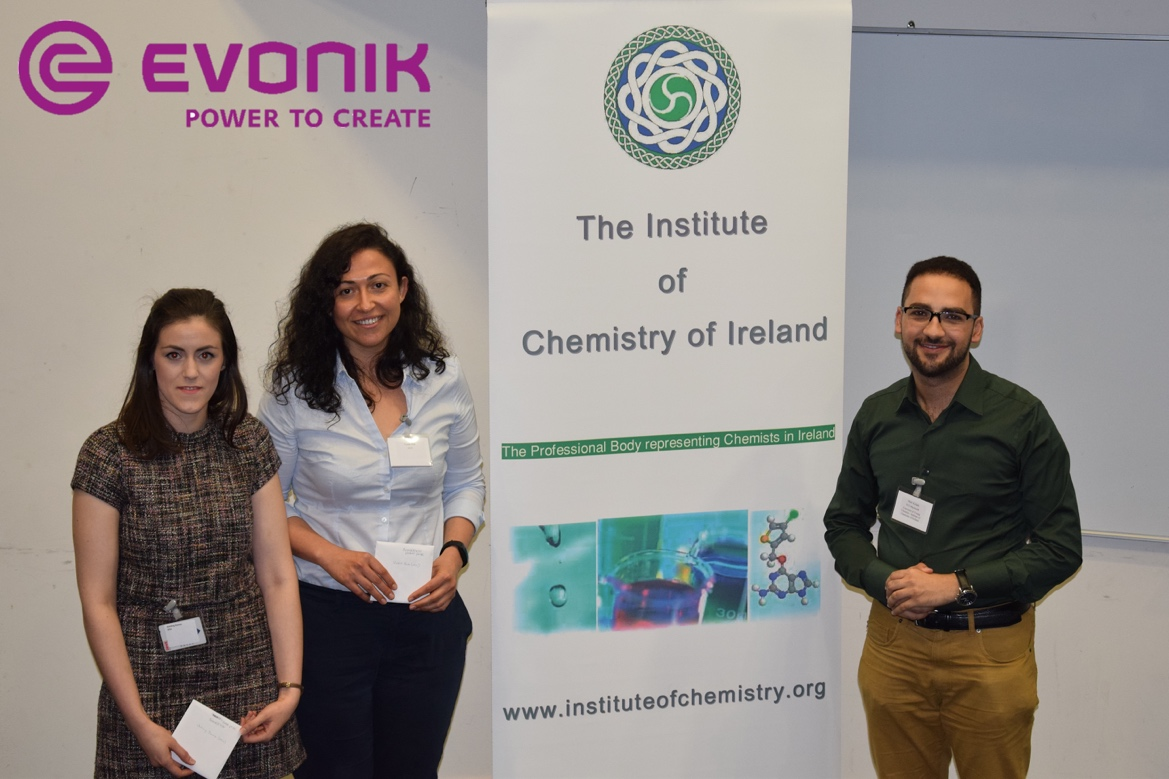 EVONIK
POWER TO CREATE
The Institute
of
Chemistry of Ireland
The Professional Body representing Chemists in Ireland
30
www.instituteofchemistry.org